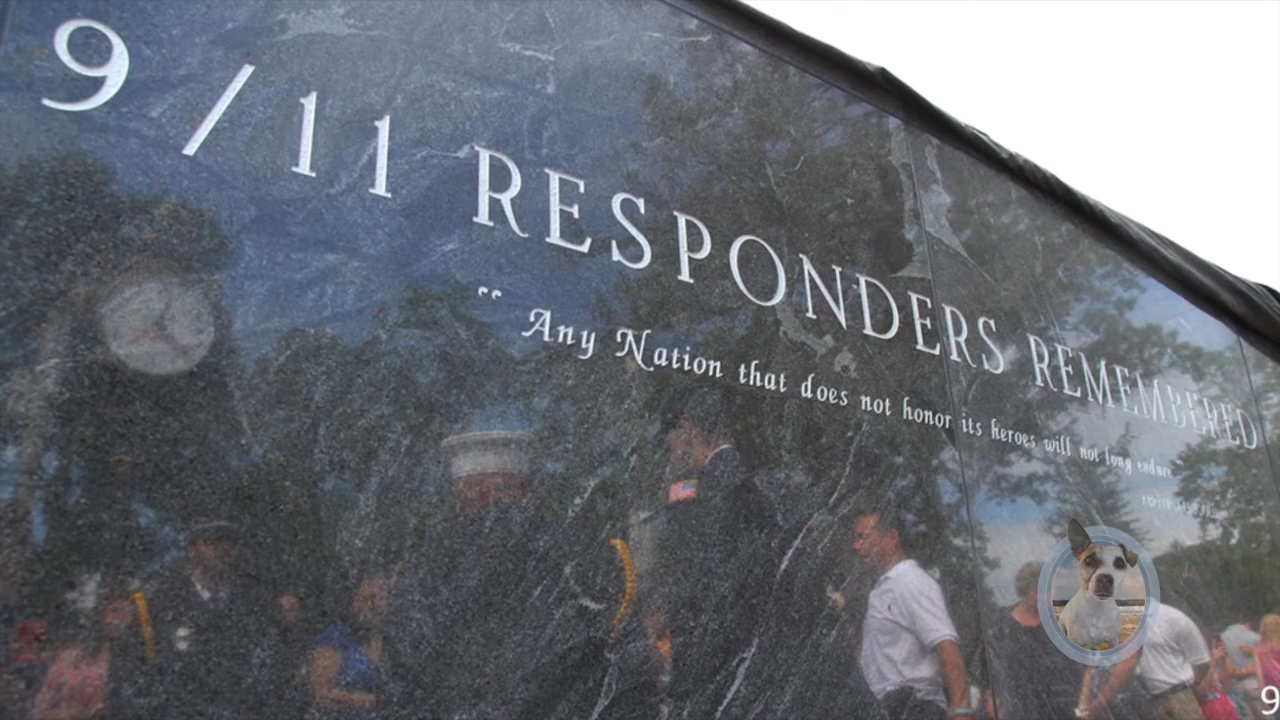 9/11 RESPONDERS REMEMBERED
“Any Nation that does not honor its heroes will not long endure
9